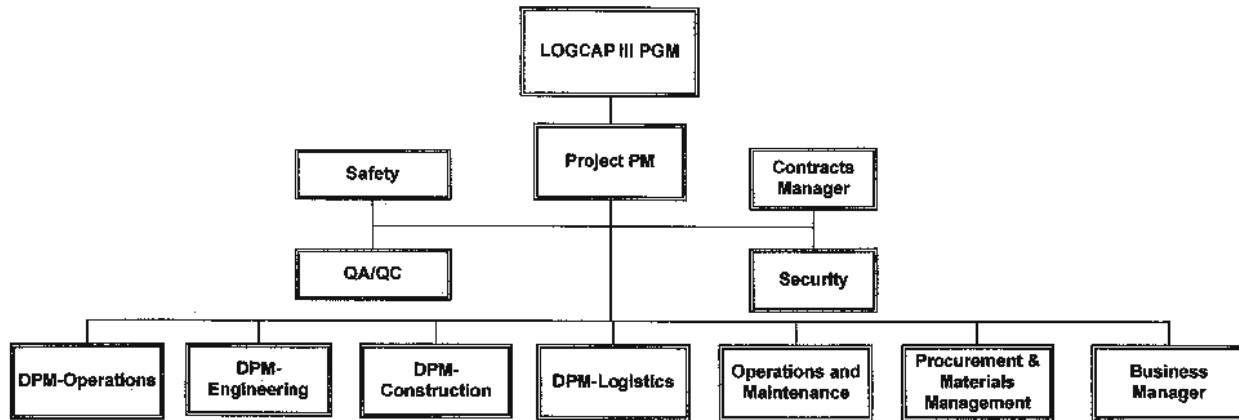 LOGCAP III PGM
Project PM
Safety
Contracts
Manager
QA/QC
Security
DPM-Operations
DPM-
Engineering
DPM-
Construction
DPM-Logistics
Operations and
Maintenance
Procurement &
Materials
Management
Business
Manager